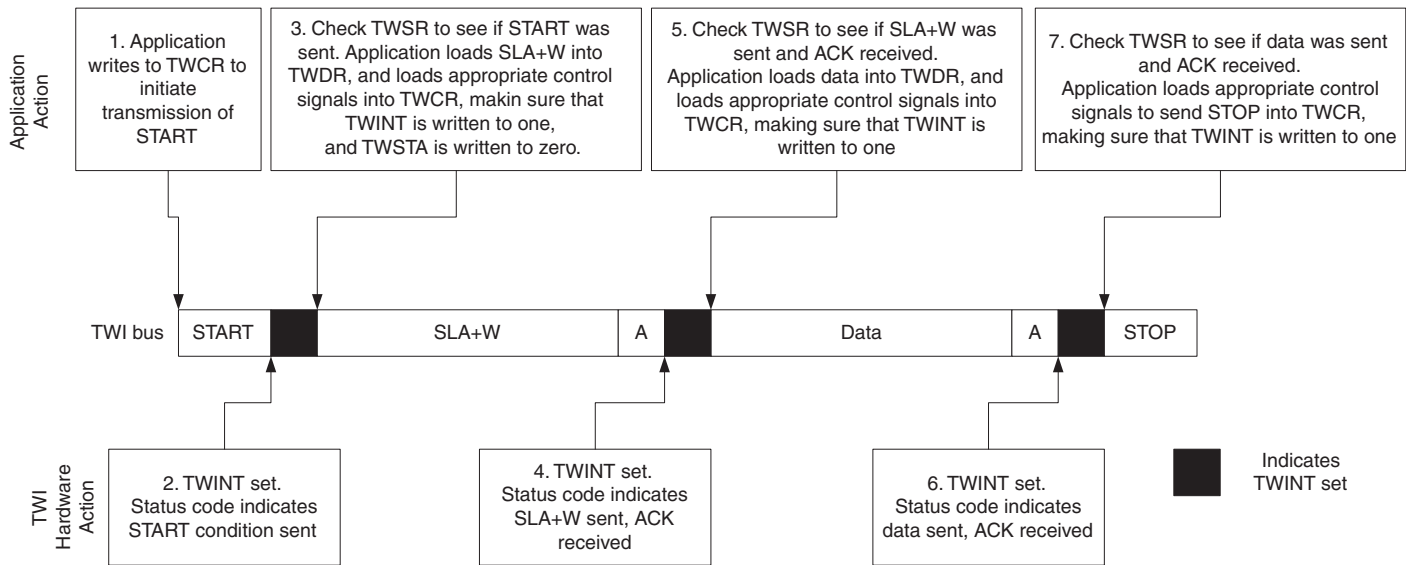 Application
Action
1. Application
writes to TWCR to
initiate
transmission of
START
3. Check TWSR to see if START was
sent. Application loads SLA+W into
TWDR, and loads appropriate control
signals into TWCR, makin sure that
TWINT is written to one,
and TWSTA is written to zero.
5. Check TWSR to see if SLA+W was
sent and ACK received.
Application loads data into TWDR, and
loads appropriate control signals into
TWCR, making sure that TWINT is
written to one
7. Check TWSR to see if data was sent
and ACK received.
Application loads appropriate control
signals to send STOP into TWCR,
making sure that TWINT is written to one
TWI bus
START
SLA+W
A
Data
A
STOP
TWI
Hardware
Action
2. TWINT set.
Status code indicates
START condition sent
4. TWINT set.
Status code indicates
SLA+W sent, ACK
received
6. TWINT set.
Status code indicates
data sent, ACK received
Indicates
TWINT set